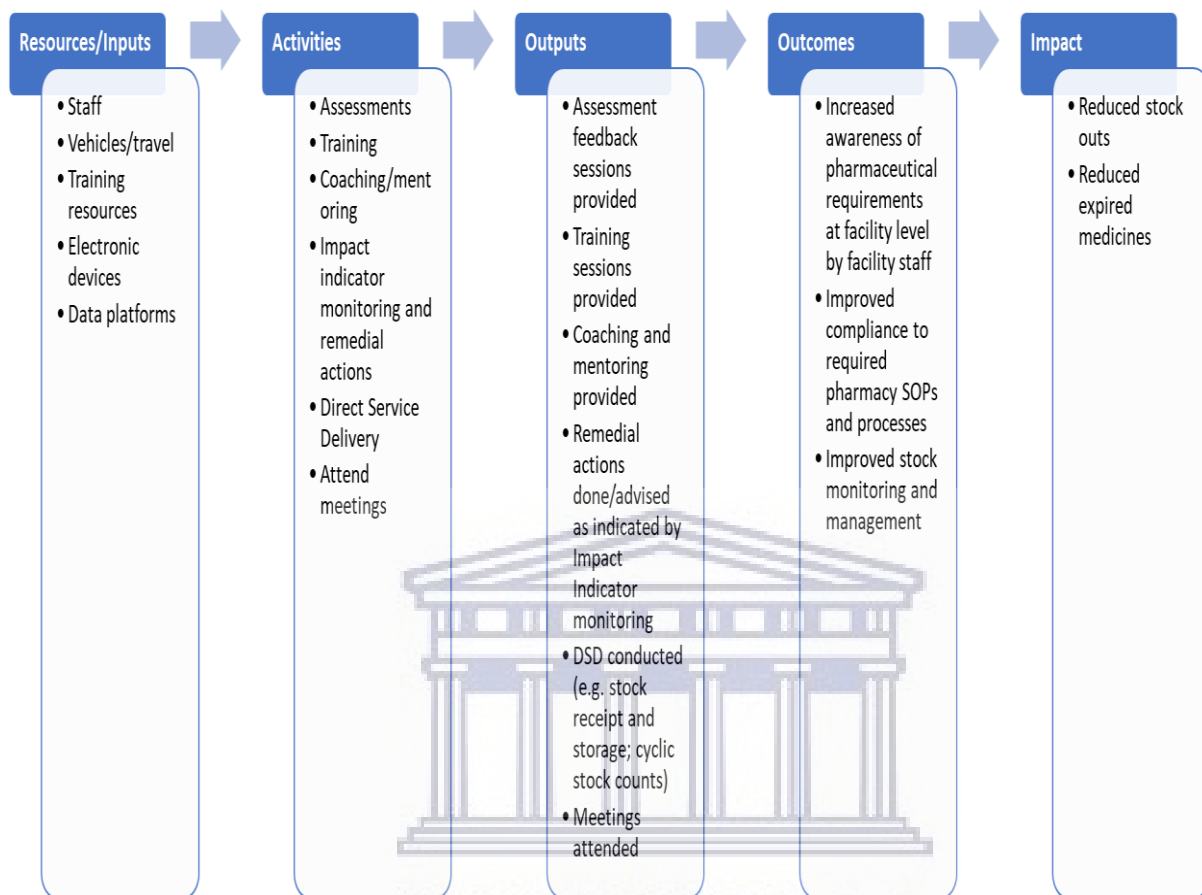 Resources/Inputs
• Staff
• Vehicles/travel
• Training
resources
• Electronic
devices
• Data platforms
Activities
• Assessments
• Training
• Coaching/ment
oring
• Impact
indicator
monitoring and
remedial
actions
• Direct Service
Delivery
• Attend
meetings
Outputs
• Assessment
feedback
sessions
provided
• Training
sessions
provided
• Coaching and
mentoring
provided
• Remedial
actions
done/advised
as indicated by
Impact
Indicator
monitoring
• DSD conducted
(e.g. stock
receipt and
storage; cyclic
stock counts)
• Meetings
attended
Outcomes
• Increased
awareness of
pharmaceutical
requirements
at facility level
by facility staff
• Improved
compliance to
required
pharmacy SOPs
and processes
• Improved stock
monitoring and
management
Impact
• Reduced stock
outs
• Reduced
expired
medicines